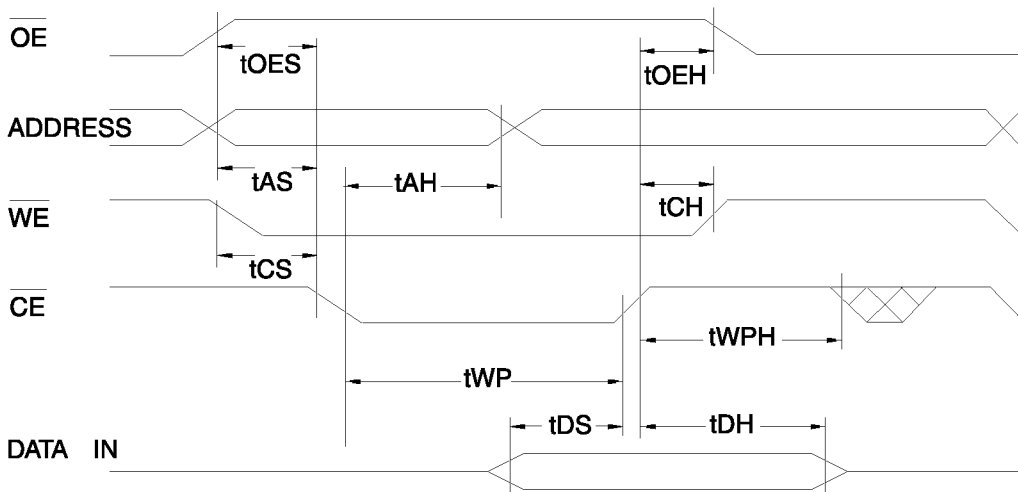 OE
tOES
tOEH
ADDRESS
tAS
tAH
WE
tCH
tCS
CE
tWPH
tWP
tDS
tDH
DATA IN